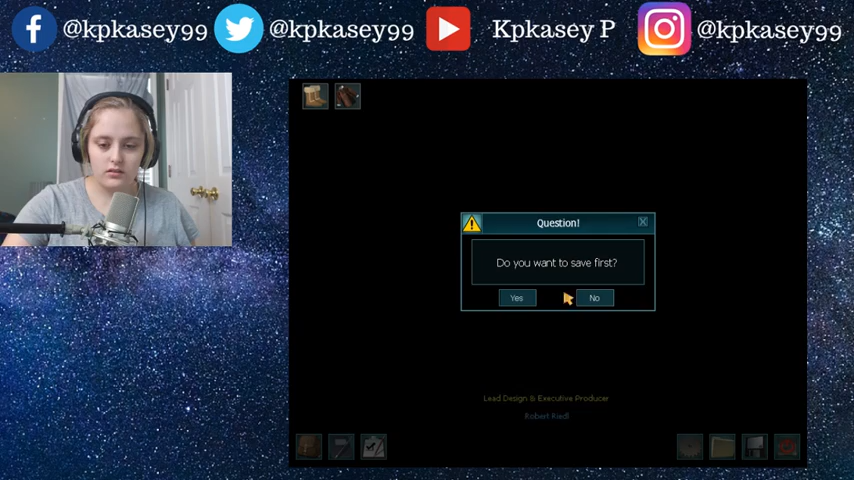 @kpkasey99 @kpkasey99 Kpkasey P @kpkasey99
Question!
Do you want to save first?
Yes No
Lead Design & Executive Producer
Robert Riedl